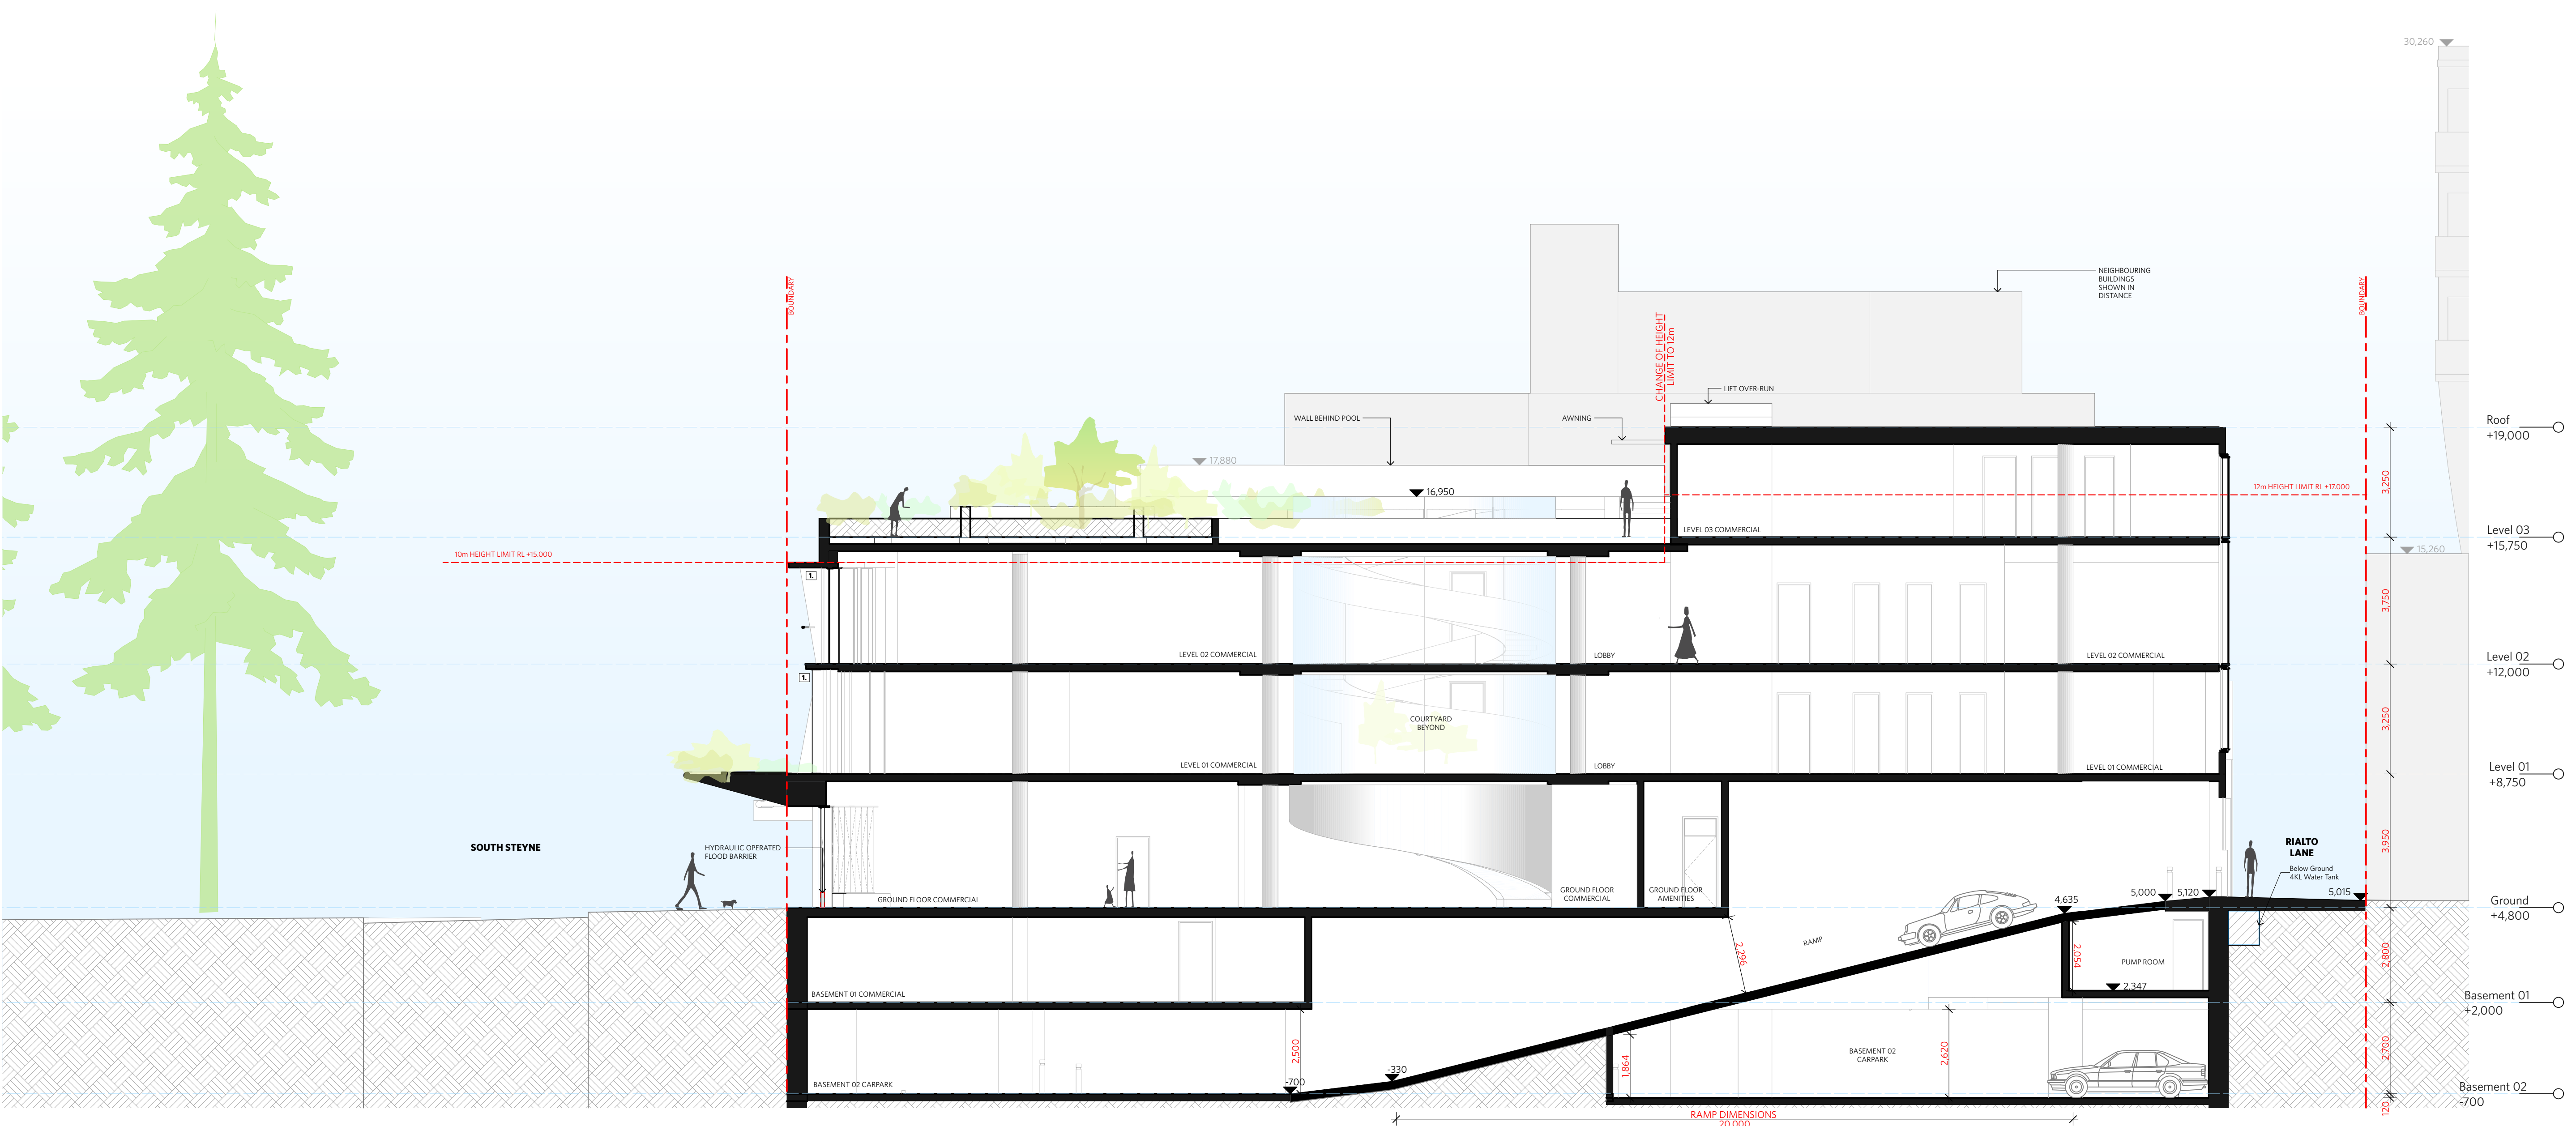 30,260
BOUNDARY
BOUNDARY
NEIGHBOURING
BUILDINGS
SHOWN IN
DISTANCE
CHANGE OF HEIGHT
LIMIT TO 12m
LIFT OVER-RUN
WALL BEHIND POOL
AWNING
Roof
+19,000
17,880
16,950
3,250
12m HEIGHT LIMIT RL +17.000
LEVEL 03 COMMERCIAL
Level 03
+15,750
10m HEIGHT LIMIT RL +15.000
15,260
1.
3,750
LEVEL 02 COMMERCIAL
LOBBY
LEVEL 02 COMMERCIAL
Level 02
+12,000
1.
3,250
COURTYARD
BEYOND
LEVEL 01 COMMERCIAL
LOBBY
LEVEL 01 COMMERCIAL
Level 01
+8,750
SOUTH STEYNE
HYDRAULIC OPERATED
FLOOD BARRIER
3,950
RIALTO
LANE
Below Ground
4KL Water Tank
GROUND FLOOR COMMERCIAL
GROUND FLOOR
COMMERCIAL
GROUND FLOOR
AMENITIES
4,635
5,000
5,120
5,015
Ground
+4,800
RAMP
2,296
2,054
PUMP ROOM
2,347
2,800
BASEMENT 01 COMMERCIAL
Basement 01
+2,000
2,500
1,864
BASEMENT 02
CARPARK
2,620
2,700
-330
-700
BASEMENT 02 CARPARK
Basement 02
-700
120
RAMP DIMENSIONS
20,000